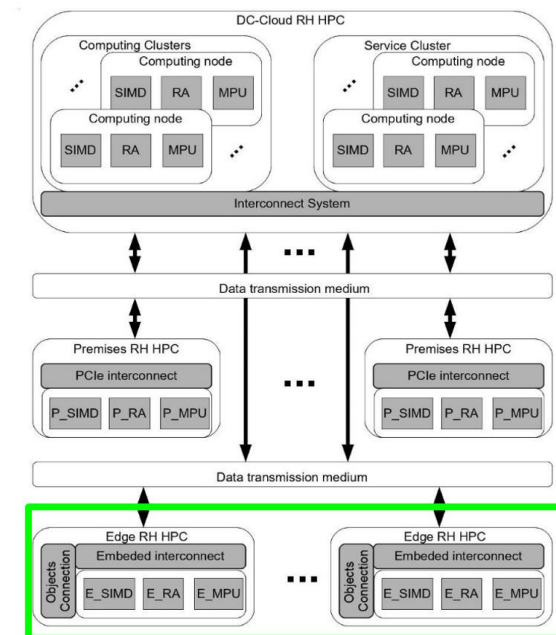 DC-Cloud RH HPC
Computing Clusters
Service Cluster
Computing node
Computing node
SIMD RA MPU
SIMD RA MPU
Computing node
Computing node
SIMD RA MPU
SIMD RA MPU
Interconnect System
Data transmission medium
Premises RH HPC
Premises RH HPC
PCIe interconnect
PCIe interconnect
P_SIMD P_RA P_MPU
P_SIMD P_RA P_MPU
Data transmission medium
Edge RH HPC
Edge RH HPC
Objects
Connection
Embeded interconnect
E_SIMD E_RA E_MPU
Objects
Connection
Embeded interconnect
E_SIMD E_RA E_MPU